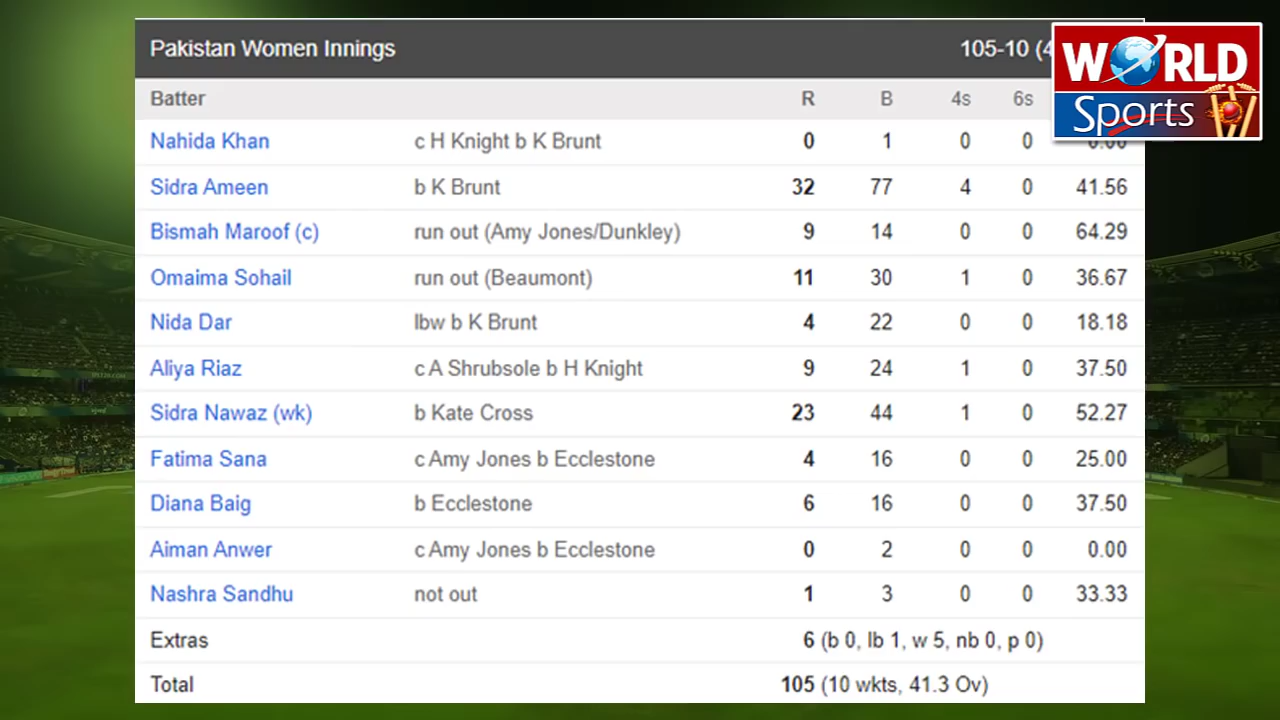 Pakistan Women Innings 105-10 (4
WORLD
Sports
Batter R B 4s 6s
Nahida Khan c H Knight b K Brunt 0 1 0 0 0.00
Sidra Ameen b K Brunt 32 77 4 0 41.56
Bismah Maroof (c) run out (Amy Jones/Dunkley) 9 14 0 0 64.29
Omaima Sohail run out (Beaumont) 11 30 1 0 36.67
Nida Dar lbw b K Brunt 4 22 0 0 18.18
Aliya Riaz c A Shrubsole b H Knight 9 24 1 0 37.50
Sidra Nawaz (wk) b Kate Cross 23 44 1 0 52.27
Fatima Sana c Amy Jones b Ecclestone 4 16 0 0 25.00
Diana Baig b Ecclestone 6 16 0 0 37.50
Aiman Anwer c Amy Jones b Ecclestone 0 2 0 0 0.00
Nashra Sandhu not out 1 3 0 0 33.33
Extras 6 (b 0, lb 1, w 5, nb 0, p 0)
Total 105 (10 wkts, 41.3 Ov)